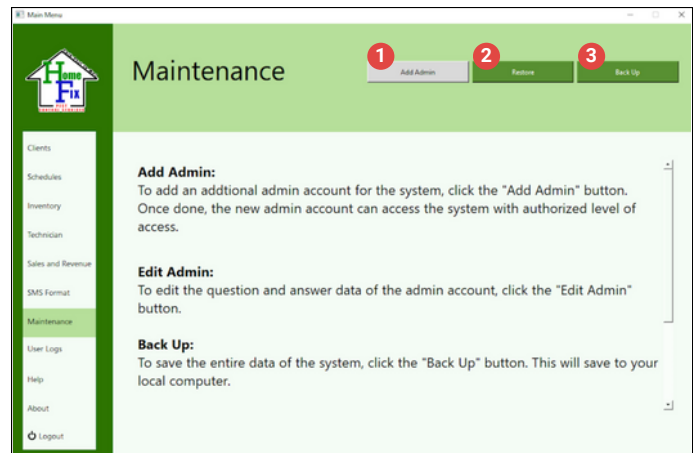 Main Menu
Home
Fix
PEST
CONTROL SERVICES
Maintenance
1
2
3
Add Admin
Restore
Back Up
Clients
Schedules
Inventory
Technician
Sales and Revenue
SMS Format
Maintenance
User Logs
Help
About
Logout
Add Admin:
To add an addtional admin account for the system, click the "Add Admin" button.
Once done, the new admin account can access the system with authorized level of
access.
Edit Admin:
To edit the question and answer data of the admin account, click the "Edit Admin"
button.
Back Up:
To save the entire data of the system, click the "Back Up" button. This will save to your
local computer.